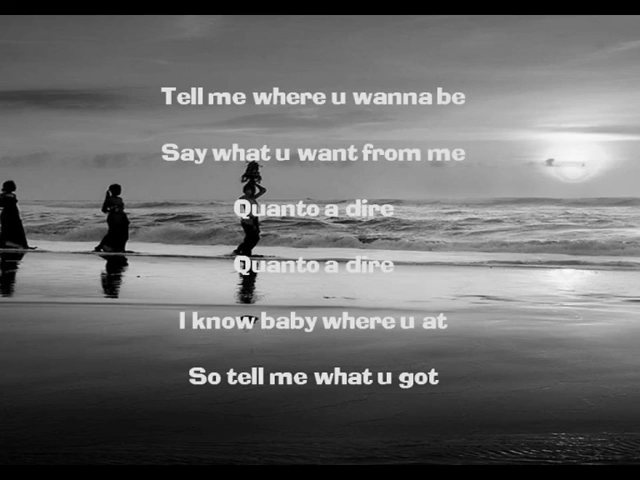 Tell me where u wanna be
Say what u want from me
Quanto a dire
Quanto a dire
I know baby where u at
So tell me what u got